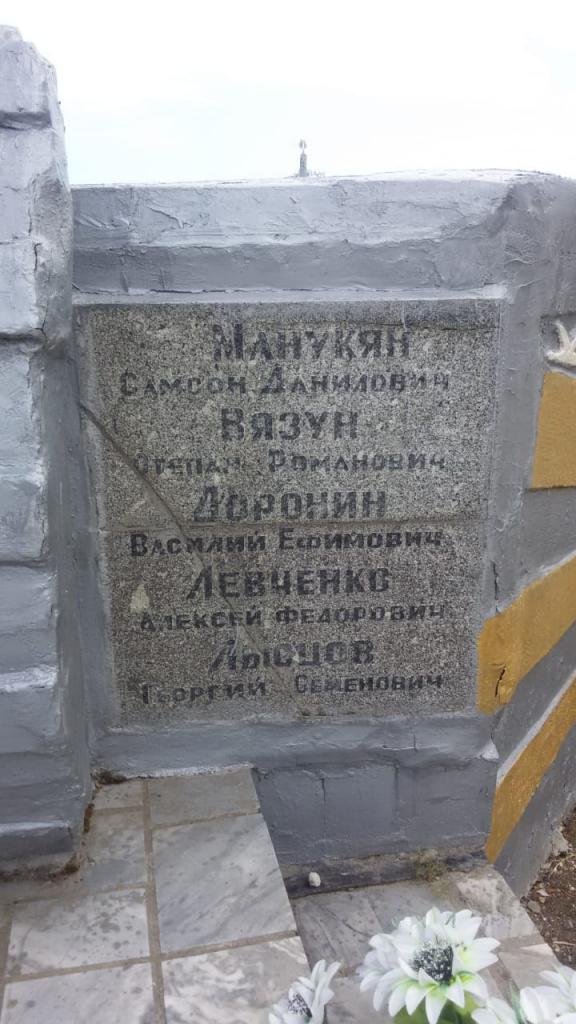 МАНУКЯН
САМСОН ДАНИЛОВИЧ
ВЯЗУН
СТЕПАН РОМАНОВИЧ
ДОРОНИН
ВАСИЛИЙ ЕФИМОВИЧ
ЛЕВЧЕНКО
АЛЕКСЕЙ ФЕДОРОВИЧ
ЛЫСЦОВ
ГЕОРГИЙ СЕМЕНОВИЧ